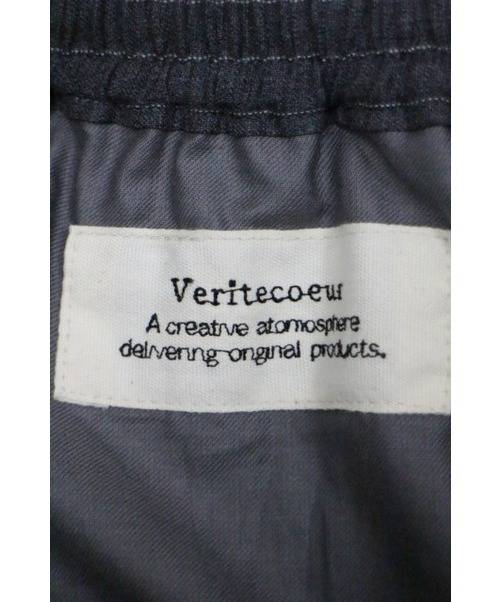 Veritecoeur
A creative atomosphere
delivering original products.